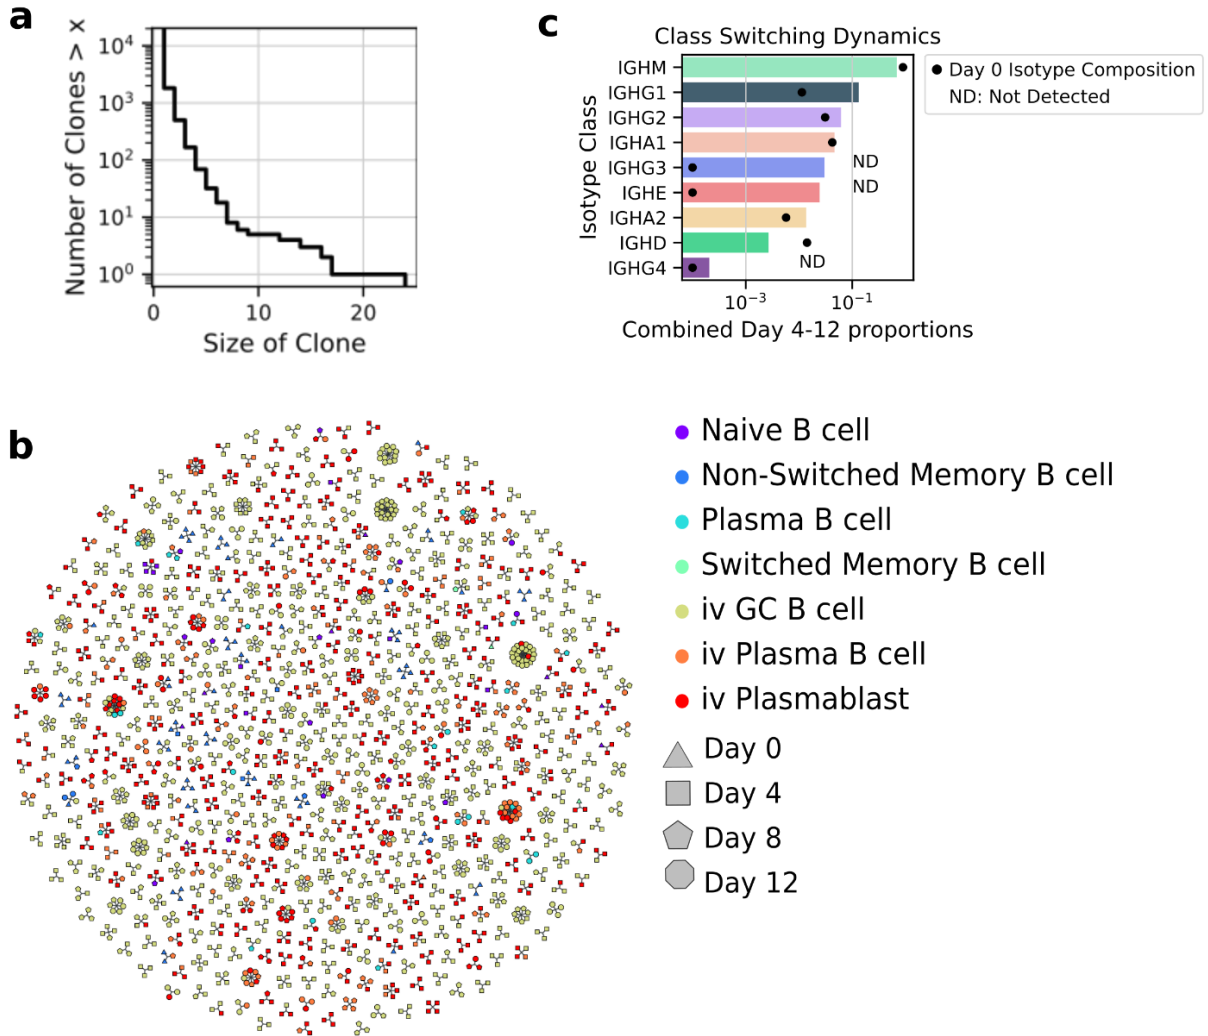 a
Number of Clones > x
10⁴
10³
10²
10¹
10⁰
0
10
20
Size of Clone
c
Class Switching Dynamics
Isotype Class
IGHM
IGHG1
IGHG2
IGHA1
IGHG3
IGHE
IGHA2
IGHD
IGHG4
ND
ND
ND
10⁻³
10⁻¹
Combined Day 4-12 proportions
Day 0 Isotype Composition
ND: Not Detected
b
Naive B cell
Non-Switched Memory B cell
Plasma B cell
Switched Memory B cell
iv GC B cell
iv Plasma B cell
iv Plasmablast
Day 0
Day 4
Day 8
Day 12